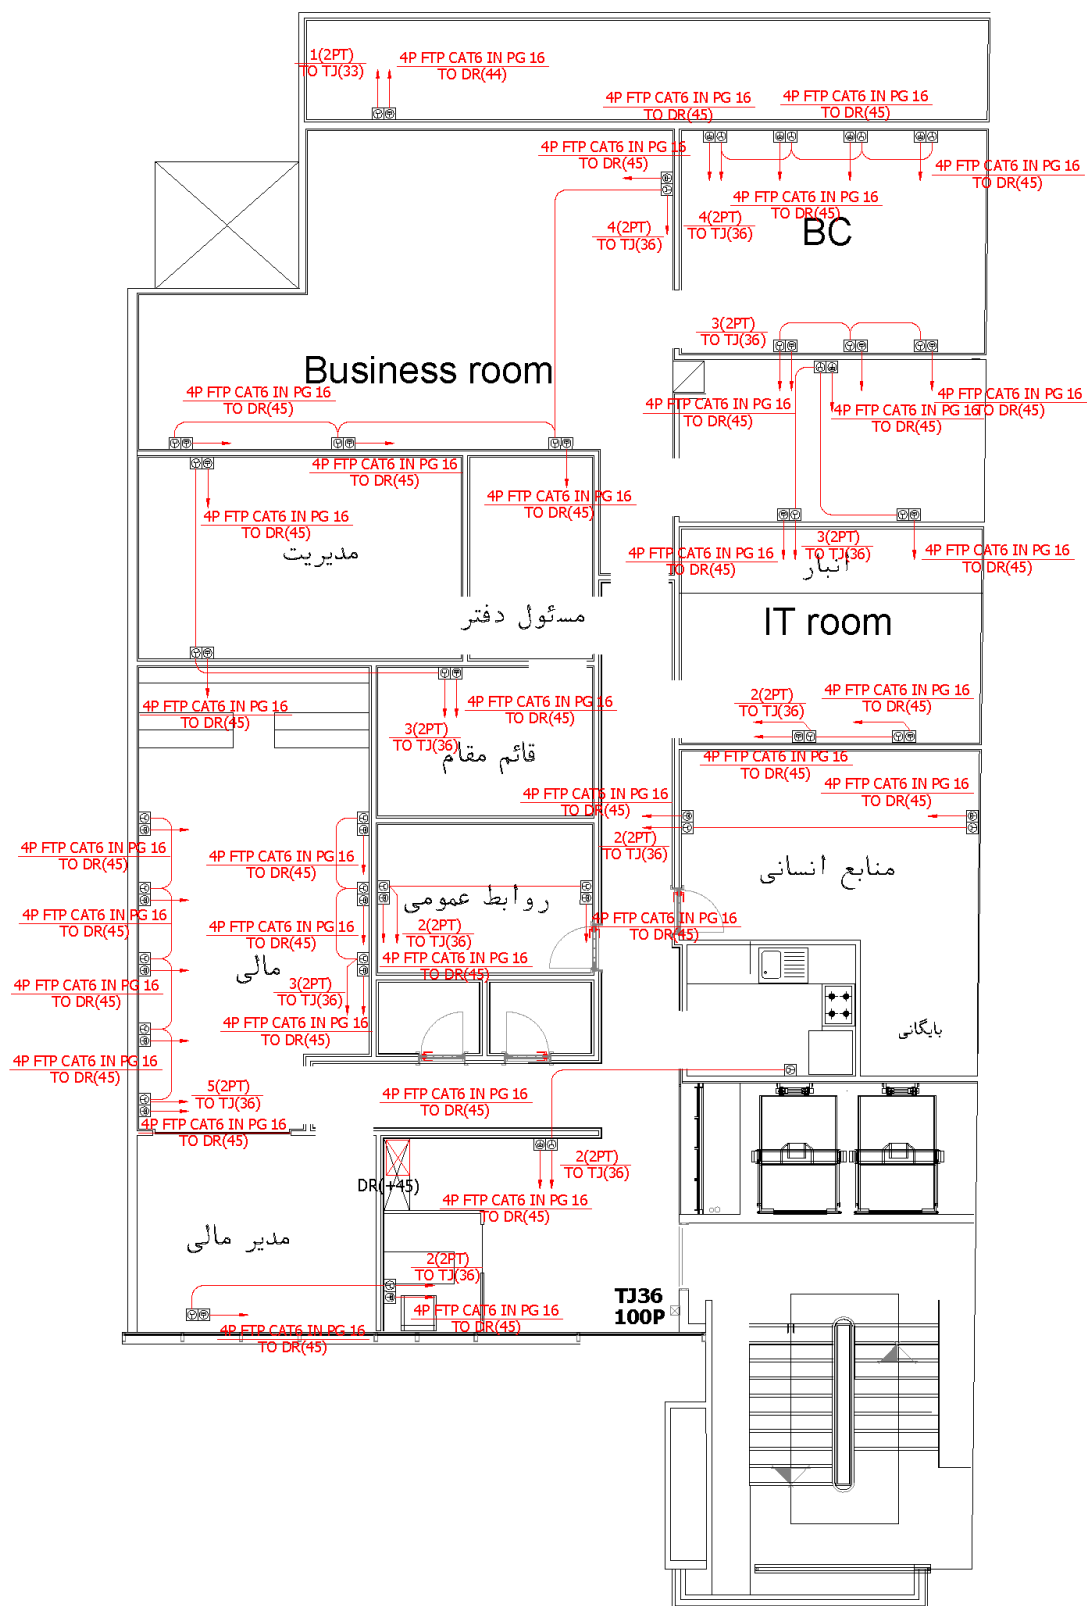 1(2PT)
TO TJ(33)
4P FTP CAT6 IN PG 16
TO DR(44)
4P FTP CAT6 IN PG 16
TO DR(45)
4P FTP CAT6 IN PG 16
TO DR(45)
4P FTP CAT6 IN PG 16
TO DR(45)
4P FTP CAT6 IN PG 16
TO DR(45)
4P FTP CAT6 IN PG 16
TO DR(45)
4(2PT)
TO TJ(36)
4(2PT)
TO TJ(36)
BC
3(2PT)
TO TJ(36)
Business room
4P FTP CAT6 IN PG 16
TO DR(45)
4P FTP CAT6 IN PG 16
TO DR(45)
4P FTP CAT6 IN PG 16
TO DR(45)
4P FTP CAT6 IN PG 16
TO DR(45)
4P FTP CAT6 IN PG 16
TO DR(45)
4P FTP CAT6 IN PG 16
TO DR(45)
4P FTP CAT6 IN PG 16
TO DR(45)
مدیریت
3(2PT)
TO TJ(36)
4P FTP CAT6 IN PG 16
TO DR(45)
4P FTP CAT6 IN PG 16
TO DR(45)
انبار
مسئول دفتر
IT room
4P FTP CAT6 IN PG 16
TO DR(45)
4P FTP CAT6 IN PG 16
TO DR(45)
2(2PT)
TO TJ(36)
4P FTP CAT6 IN PG 16
TO DR(45)
3(2PT)
TO TJ(36)
قائم مقام
4P FTP CAT6 IN PG 16
TO DR(45)
4P FTP CAT6 IN PG 16
TO DR(45)
4P FTP CAT6 IN PG 16
TO DR(45)
2(2PT)
TO TJ(36)
4P FTP CAT6 IN PG 16
TO DR(45)
4P FTP CAT6 IN PG 16
TO DR(45)
منابع انسانی
روابط عمومی
4P FTP CAT6 IN PG 16
TO DR(45)
4P FTP CAT6 IN PG 16
TO DR(45)
2(2PT)
TO TJ(36)
4P FTP CAT6 IN PG 16
TO DR(45)
4P FTP CAT6 IN PG 16
TO DR(45)
مالی
4P FTP CAT6 IN PG 16
TO DR(45)
3(2PT)
TO TJ(36)
4P FTP CAT6 IN PG 16
TO DR(45)
بایگانی
4P FTP CAT6 IN PG 16
TO DR(45)
5(2PT)
TO TJ(36)
4P FTP CAT6 IN PG 16
TO DR(45)
4P FTP CAT6 IN PG 16
TO DR(45)
2(2PT)
TO TJ(36)
DR(+45)
4P FTP CAT6 IN PG 16
TO DR(45)
مدیر مالی
2(2PT)
TO TJ(36)
4P FTP CAT6 IN PG 16
TO DR(45)
4P FTP CAT6 IN PG 16
TO DR(45)
TJ36
100P